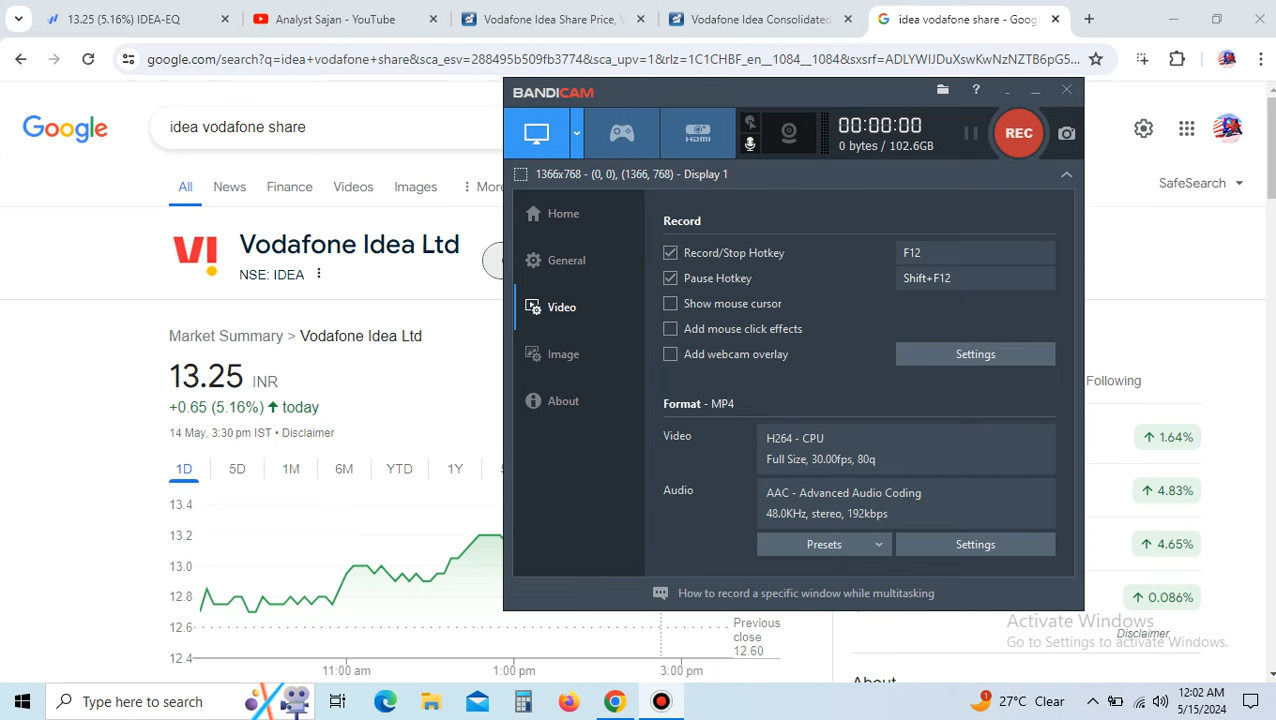 13.25 (5.16%) IDEA-EQ
Analyst Sajan - YouTube
Vodafone Idea Share Price, V
Vodafone Idea Consolidated
idea vodafone share - Goog
google.com/search?q=idea+vodafone+share&sca_esv=288495b509fb3774&sca_upv=1&rlz=1C1CHBF_en__1084__1084&sxsrf=ADLYWIJDxswKwNzNZTB6pG5...
Google
idea vodafone share
All News Finance Videos Images More
SafeSearch
Vodafone Idea Ltd
NSE: IDEA
Market Summary > Vodafone Idea Ltd
13.25 INR
+0.65 (5.16%) today
14 May, 3:30 pm IST • Disclaimer
1D 5D 1M 6M YTD 1Y
13.4
13.2
13.0
12.8
12.6
12.4
11:00 am 1:00 pm 3:00 pm
Previous
close
12.60
BANDICAM
HDMI
00:00:00
0 bytes / 102.6GB
REC
1366x768 - (0, 0), (1366, 768) - Display 1
Home
General
Video
Image
About
Record
Record/Stop Hotkey F12
Pause Hotkey Shift+F12
Show mouse cursor
Add mouse click effects
Add webcam overlay Settings
Format - MP4
Video H264 - CPU
Full Size, 30.00fps, 80q
Audio AAC - Advanced Audio Coding
48.0KHz, stereo, 192kbps
Presets Settings
How to record a specific window while multitasking
Following
1.64%
4.83%
4.65%
0.086%
Activate Windows
Go to Settings to activate Windows.
Disclaimer
About
Type here to search
1
27°C Clear
12:02 AM
5/15/2024